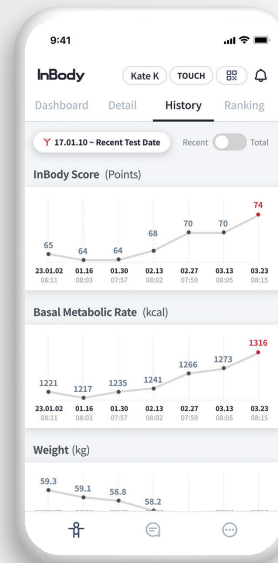 9:41
InBody
Kate K
TOUCH
Dashboard Detail History Ranking
17.01.10 ~ Recent Test Date
Recent Total
InBody Score (Points)
65 64 64 68 70 70 74
23.01.02 01.16 01.30 02.13 02.27 03.13 03.23
08:11 08:03 07:57 08:02 07:59 08:05 08:15
Basal Metabolic Rate (kcal)
1221 1217 1235 1241 1266 1273 1316
23.01.02 01.16 01.30 02.13 02.27 03.13 03.23
08:11 08:03 07:57 08:02 07:59 08:05 08:15
Weight (kg)
59.3 59.1 58.8 58.2